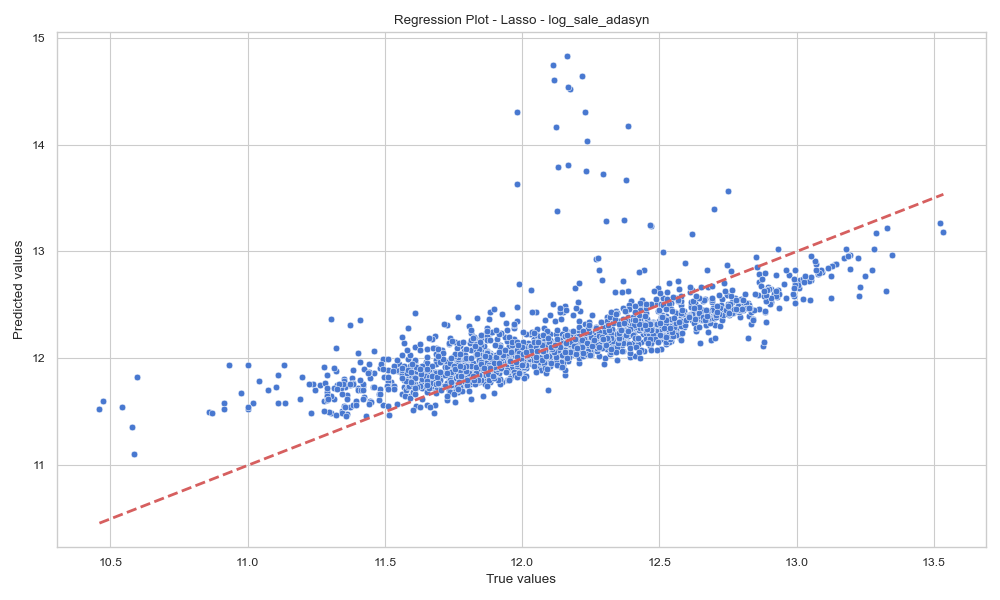 Regression Plot - Lasso - log_sale_adasyn
15
14
13
12
11
Predicted values
10.5 11.0 11.5 12.0 12.5 13.0 13.5
True values